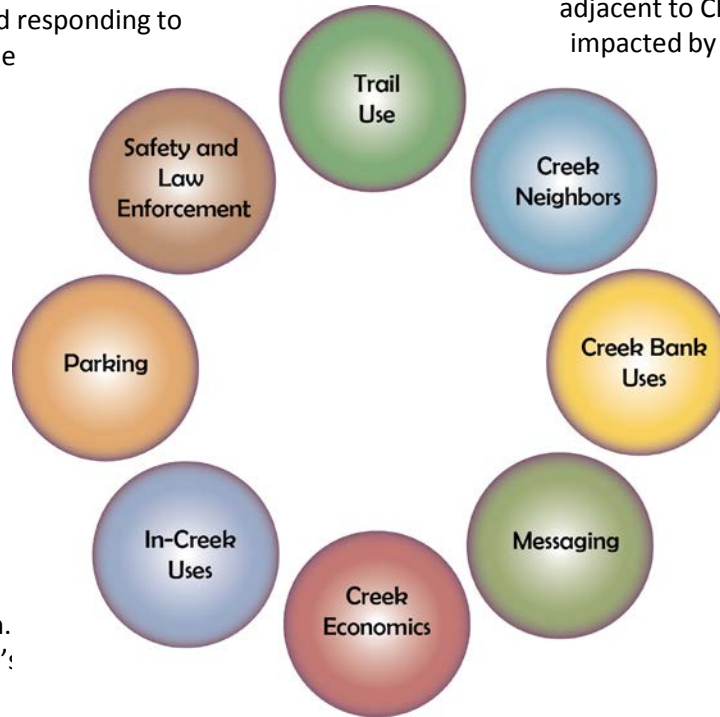 d responding to
e
adjacent to
impacted by
Trail
Use
Safety and
Law
Enforcement
Creek
Neighbors
Parking
Creek Bank
Uses
In-Creek
Uses
Messaging
Creek
Economics